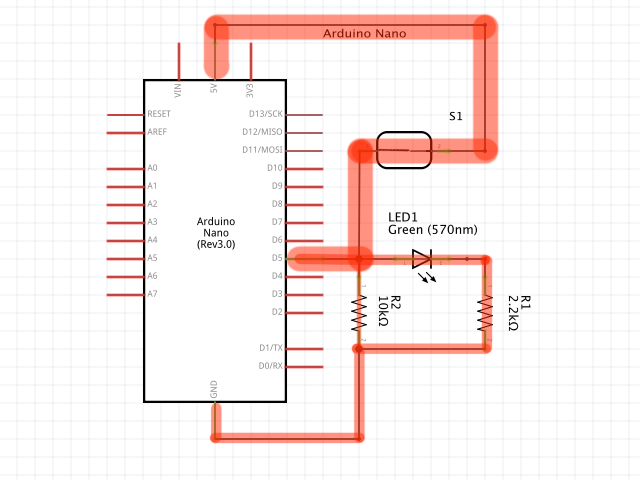 Arduino Nano
VIN
5V
3V3
S1
RESET
AREF
D13/SCK
D12/MISO
D11/MOSI
A0
A1
A2
A3
A4
A5
A6
A7
D10
D9
D8
D7
D6
D5
D4
D3
D2
D1/TX
D0/RX
GND
Arduino
Nano
(Rev3.0)
LED1
Green (570nm)
R2
10kΩ
R1
2.2kΩ